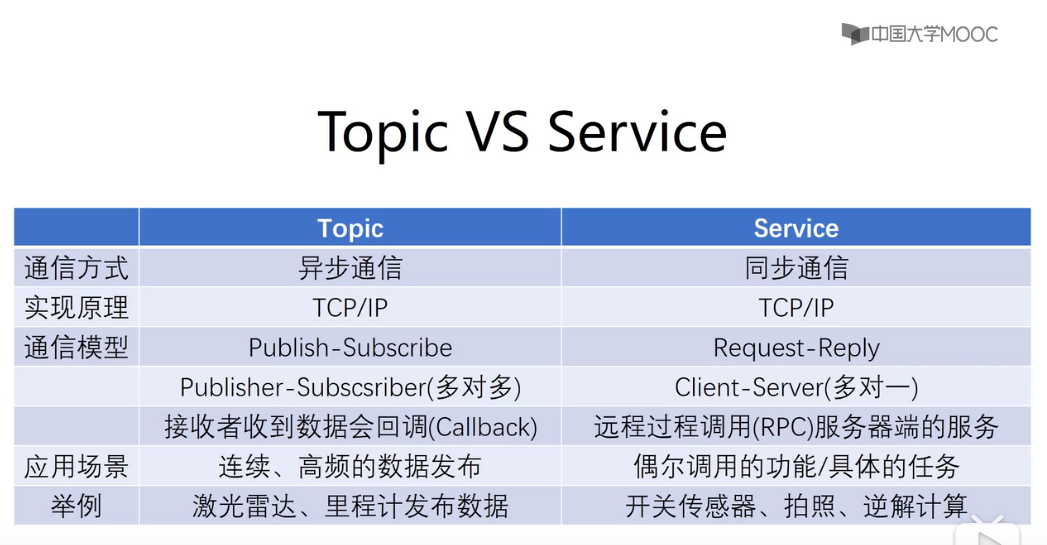 中国大学MOOC
Topic VS Service
Topic Service
通信方式 异步通信 同步通信
实现原理 TCP/IP TCP/IP
通信模型 Publish-Subscribe Request-Reply
Publisher-Subscsriber(多对多) Client-Server(多对一)
接收者收到数据会回调(Callback) 远程过程调用(RPC)服务器端的服务
应用场景 连续、高频的数据发布 偶尔调用的功能/具体的任务
举例 激光雷达、里程计发布数据 开关传感器、拍照、逆解计算